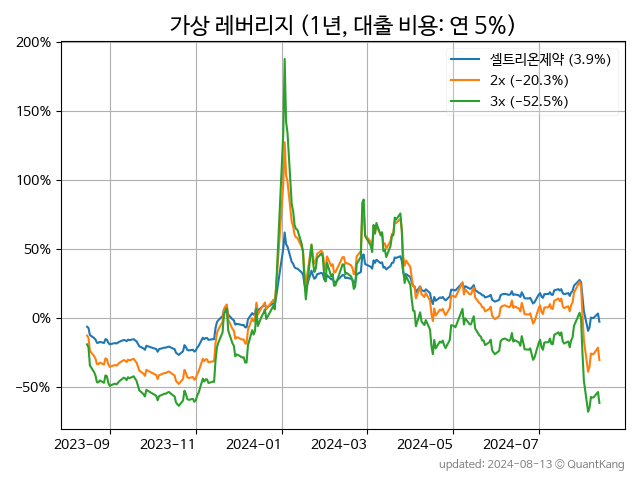 가상 레버리지 (1년, 대출 비용: 연 5%)
200%
150%
100%
50%
0%
−50%
셀트리온제약 (3.9%)
2x (−20.3%)
3x (−52.5%)
2023-09
2023-11
2024-01
2024-03
2024-05
2024-07
updated: 2024-08-13 © QuantKang